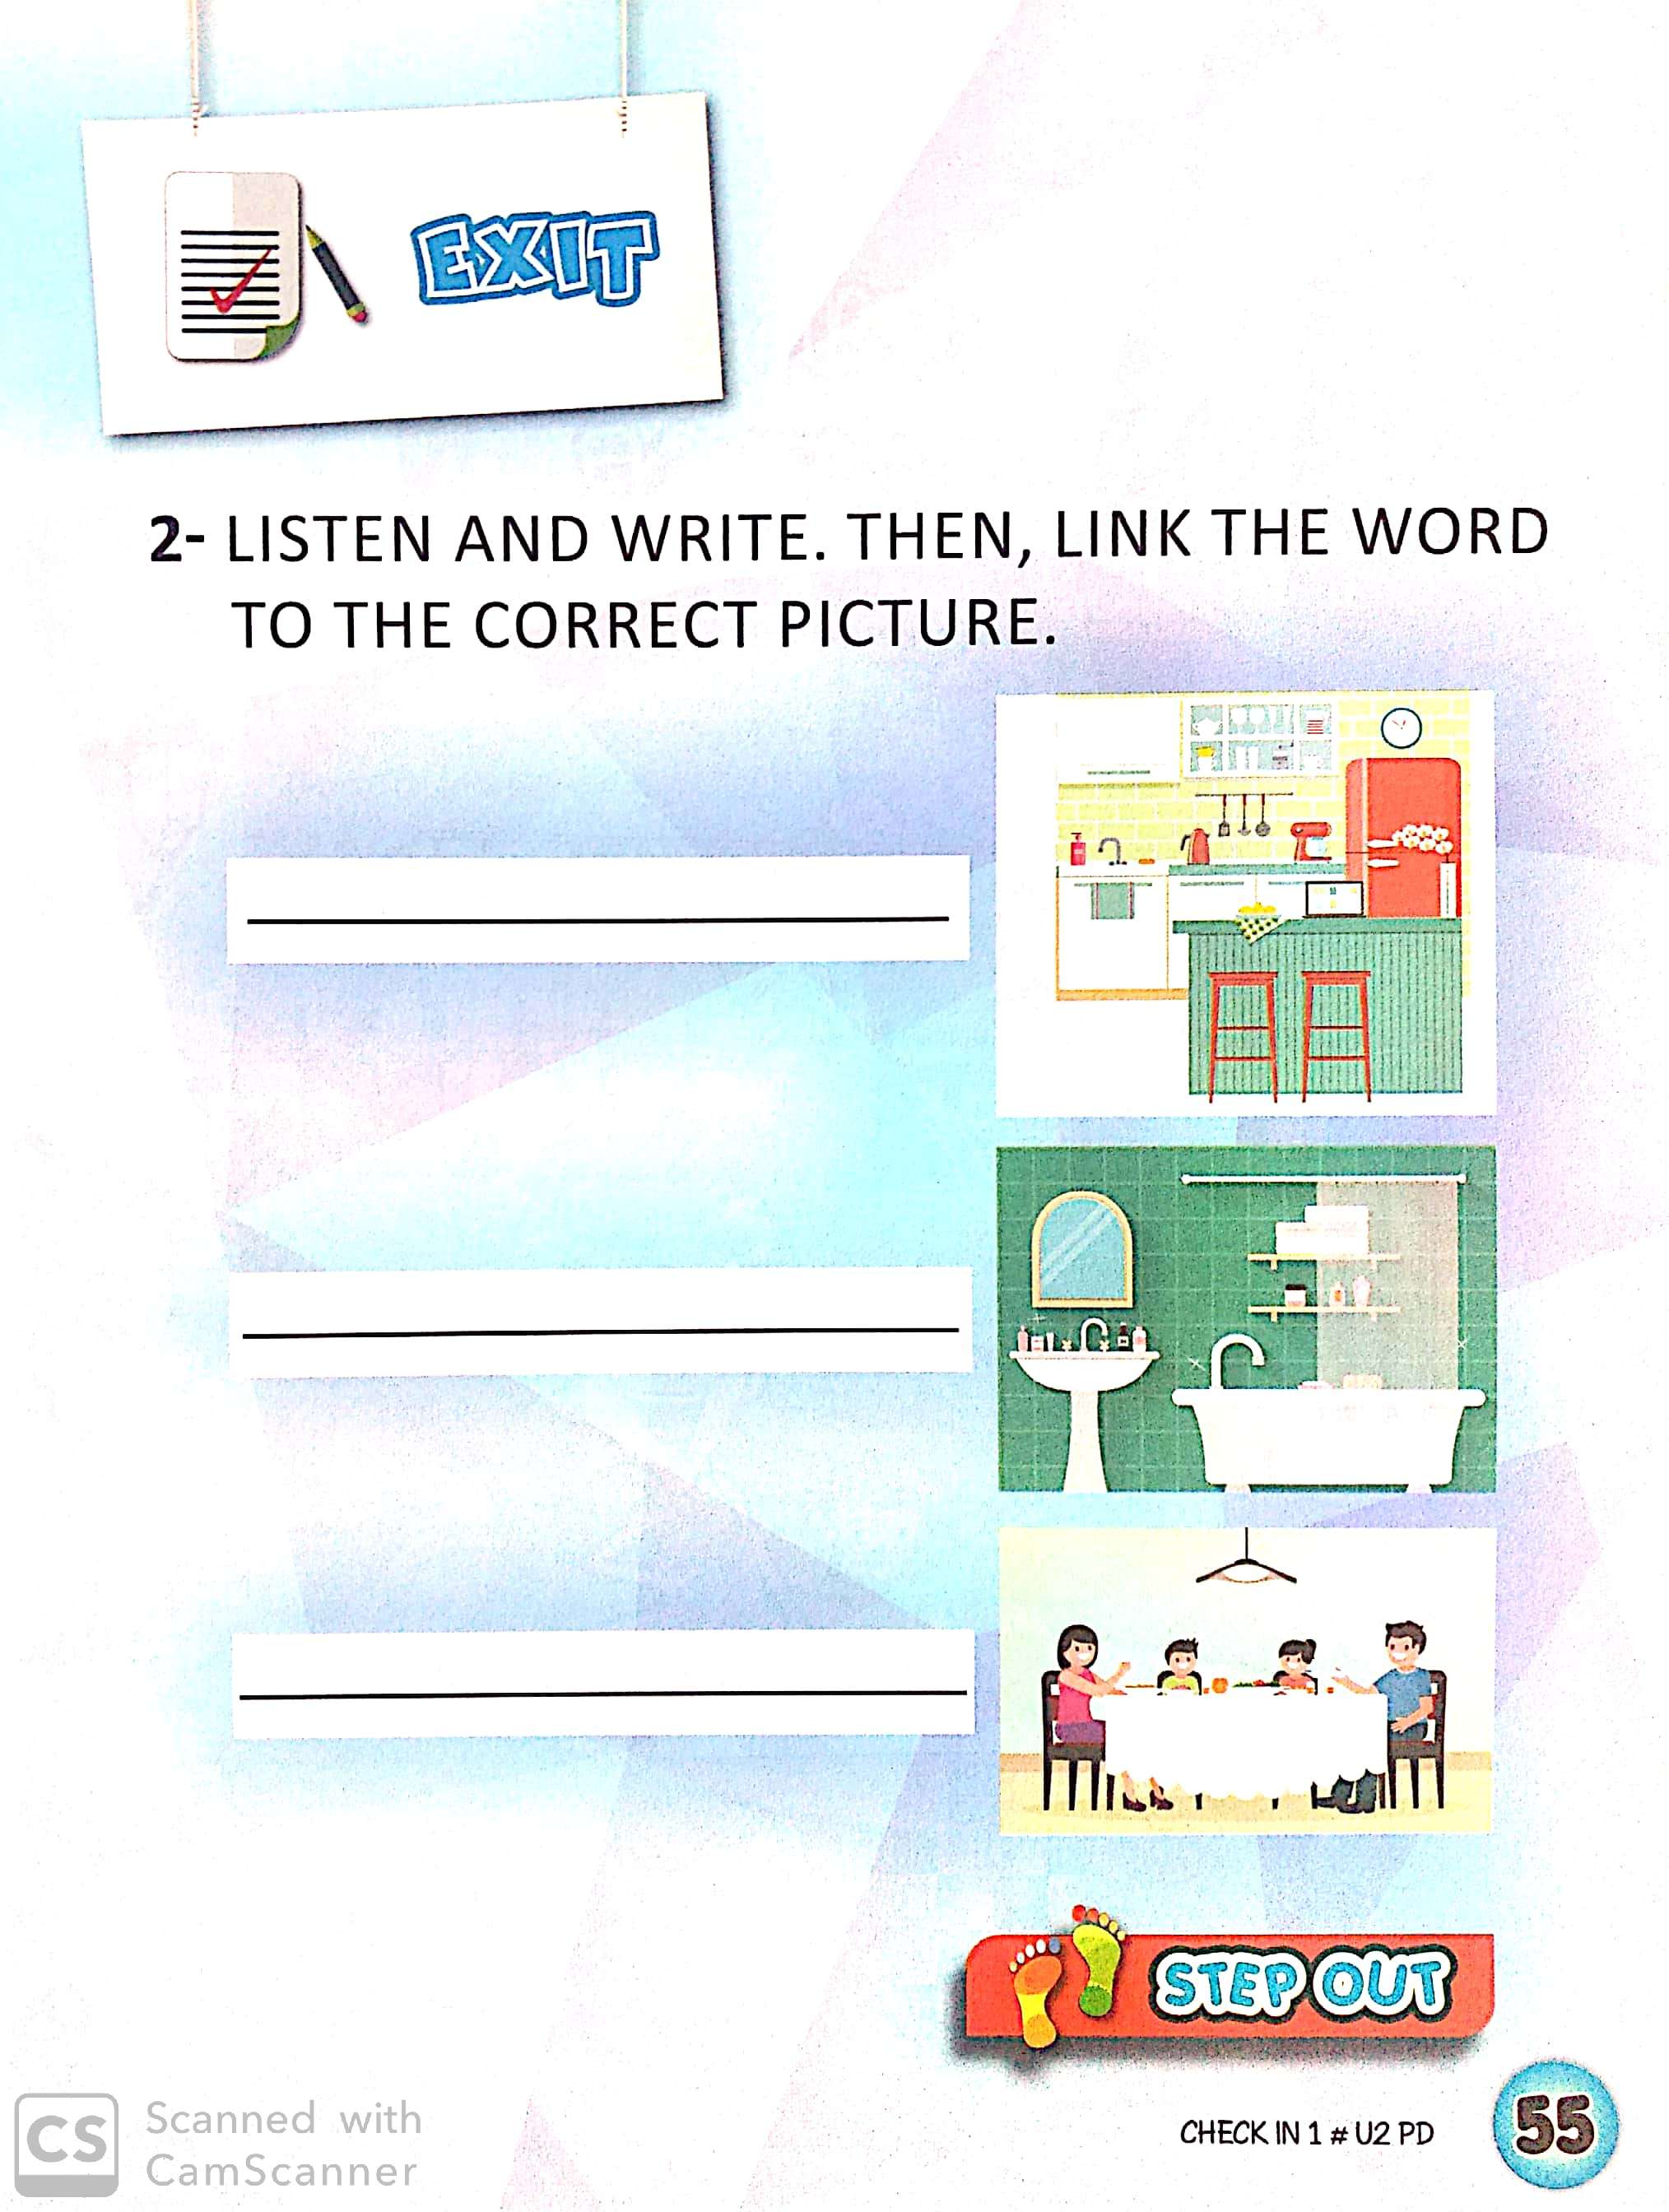 EXIT
2- LISTEN AND WRITE. THEN, LINK THE WORD
TO THE CORRECT PICTURE.
STEP OUT
CHECK IN 1 # U2 PD
55
CS
Scanned with
CamScanner